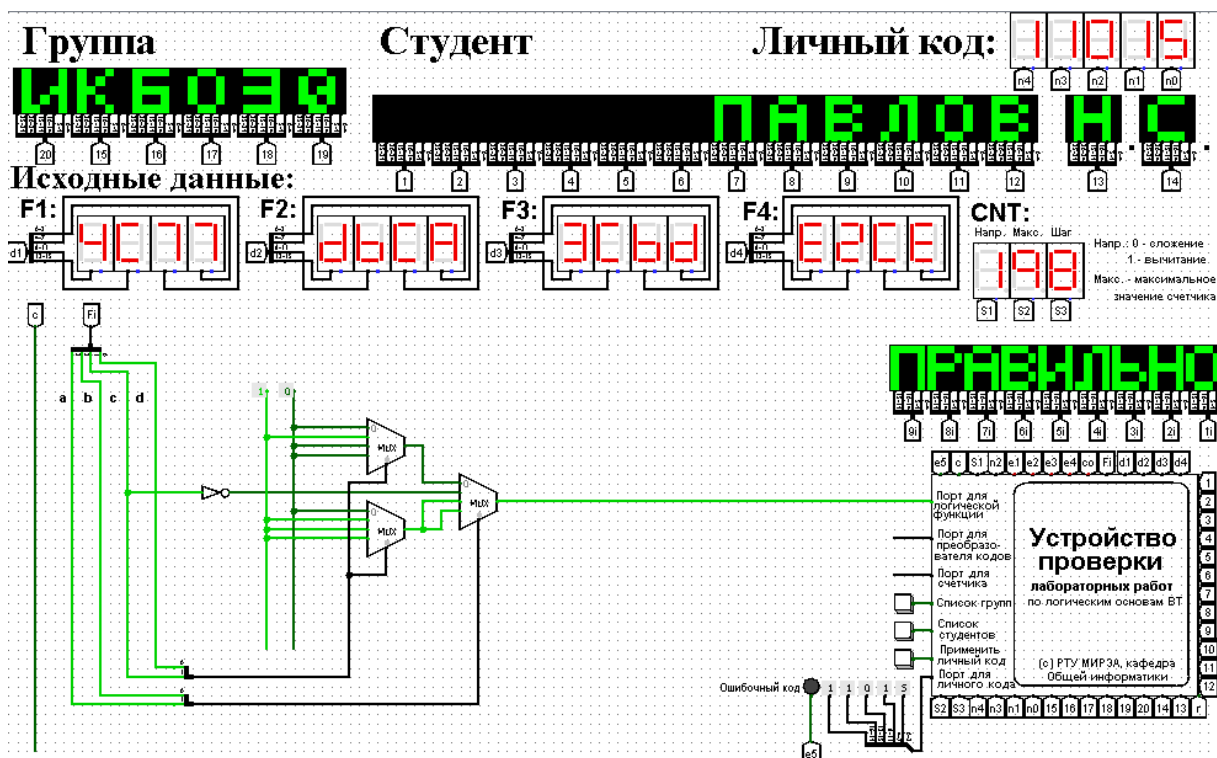 Группа Студент Личный код: 11015
n4 n3 n2 n1 n0
ИКБО30
ПАВЛОВ Н. С.
20 15 16 17 18 19
1 2 3 4 5 6 7 8 9 10 11 12 13 14
Исходные данные:
F1: F2: F3: F4: CNT:
Напр. Макс. Шаг
d1 4C77 d2 dbCA d3 3Cbd d4 E2CE 198
Напр.: 0 - сложение
1 - вычитание
Макс. - максимальное
значение счетчика
S1 S2 S3
c Fi
ПРАВИЛЬНО
a b c d
1 0
9i 8i 7i 6i 5i 4i 3i 2i 1i
0 MUX
e5 c S1 n2 e1 e2 e3 e4 co Fi d1 d2 d3 d4
0 MUX
0 MUX
Порт для
логической
функции
Порт для
преобразо-
вателя кодов
Порт для
счетчика
Список групп
Список
студентов
Применить
личный код
Порт для
личного кода
Устройство
проверки
лабораторных работ
по логическим основам ВТ
(с) РТУ МИРЭА, кафедра
Общей информатики
1
2
3
4
5
6
7
8
9
10
11
12
Ошибочный код 1 1 0 1 5
S2 S3 n4 n3 n1 n0 15 16 17 18 19 20 14 13 r
e5